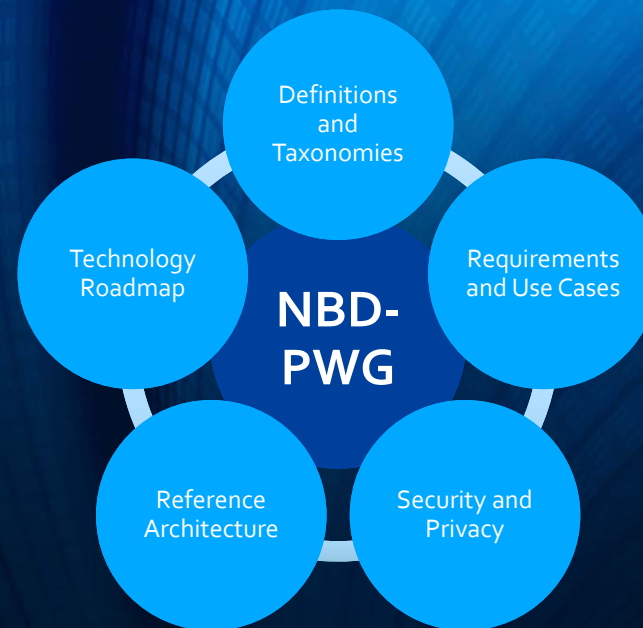 Definitions
and
Taxonomies
Technology
Roadmap
Requirements
and Use Cases
NBD-
PWG
Reference
Architecture
Security and
Privacy